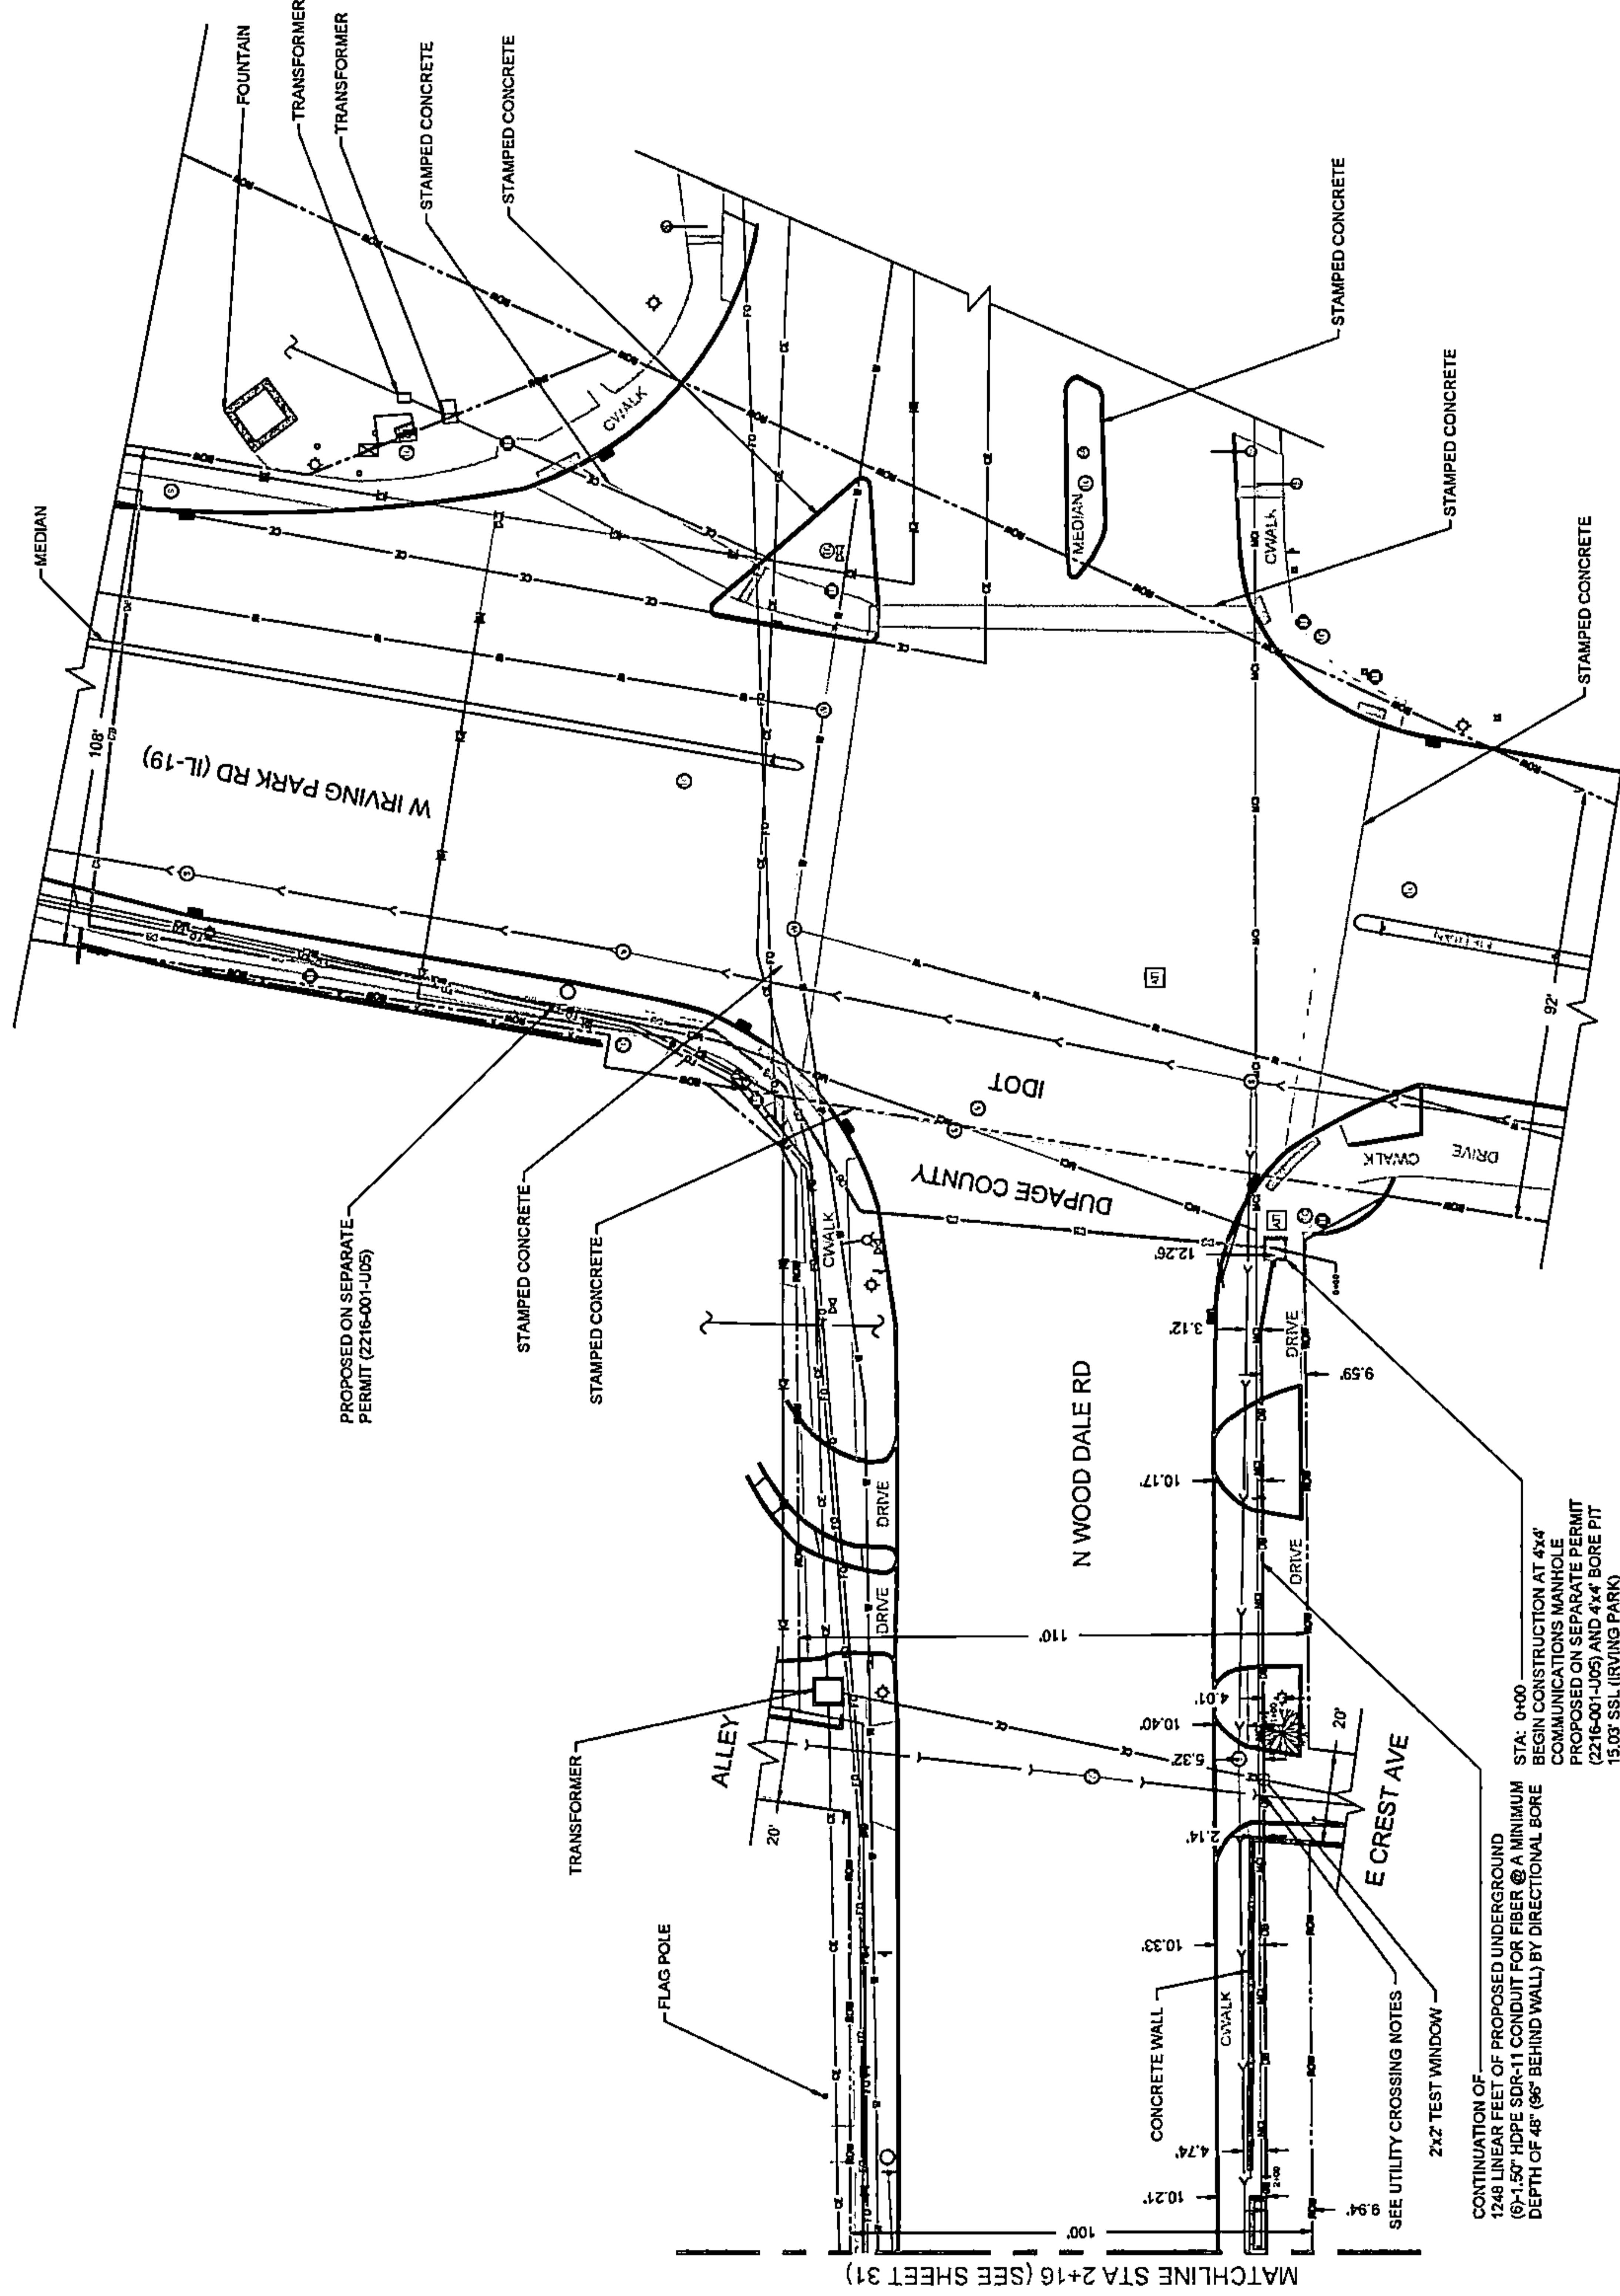 FOUNTAIN
TRANSFORMER
TRANSFORMER
STAMPED CONCRETE
STAMPED CONCRETE
MEDIAN
108'
W IRVING PARK RD (IL-19)
CWALK
STAMPED CONCRETE
MEDIAN
CWALK
STAMPED CONCRETE
STAMPED CONCRETE
MEDIAN
92'
PROPOSED ON SEPARATE
PERMIT (2216-001-U05)
STAMPED CONCRETE
STAMPED CONCRETE
IDOT
DUPAGE COUNTY
CWALK
CWALK
DRIVE
12.26'
0+00
3.12'
DRIVE
9.59'
N WOOD DALE RD
10.17'
DRIVE
DRIVE
DRIVE
110'
TRANSFORMER
ALLEY
20'
4.01'
10.40'
5.32'
2.14'
20'
E CREST AVE
FLAG POLE
10.33'
CONCRETE WALL
CWALK
4.74'
10.21'
2+00
9.94'
100'
SEE UTILITY CROSSING NOTES
2'x2' TEST WINDOW
STA: 0+00
BEGIN CONSTRUCTION AT 4'x4'
COMMUNICATIONS MANHOLE
PROPOSED ON SEPARATE PERMIT
(2216-001-U05) AND 4'x4' BORE PIT
15.03' SSL (IRVING PARK)
CONTINUATION OF
1248 LINEAR FEET OF PROPOSED UNDERGROUND
(6)-1.50" HDPE SDR-11 CONDUIT FOR FIBER @ A MINIMUM
DEPTH OF 48" (96" BEHIND WALL) BY DIRECTIONAL BORE
MATCHLINE STA 2+16 (SEE SHEET 31)